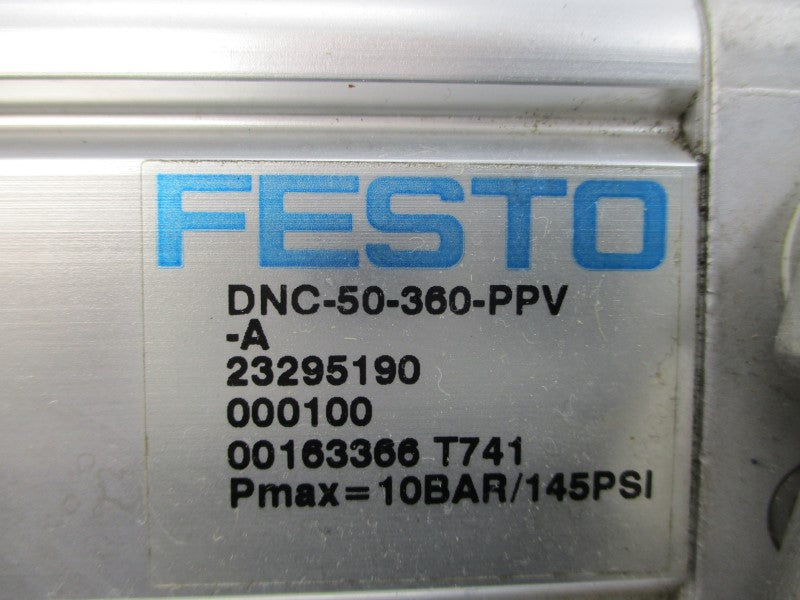 FESTO
DNC-50-360-PPV
-A
23295190
000100
00163366 T741
Pmax=10BAR/145PSI